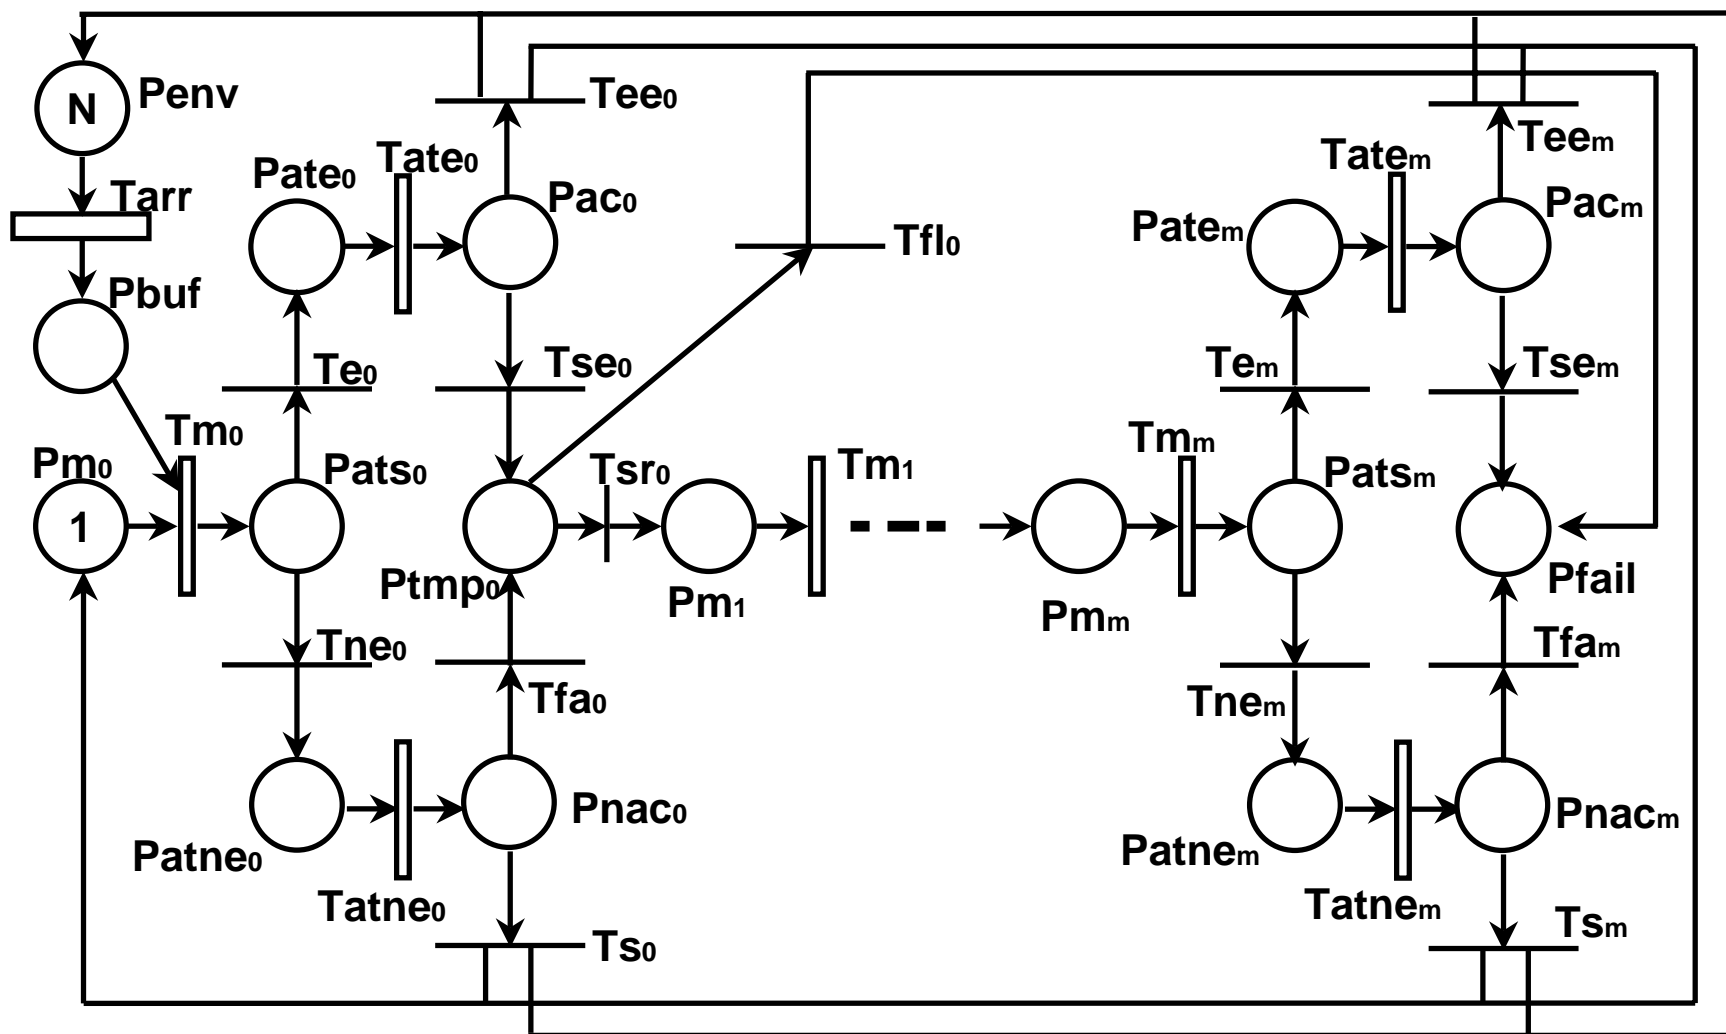 N
Penv
Tee₀
Teeₘ
Tate₀
Tateₘ
Pate₀
Tarr
Pac₀
Pacₘ
Pateₘ
Tfl₀
Pbuf
Te₀
Tse₀
Teₘ
Tseₘ
Tm₀
Tmₘ
Pm₀
Pats₀
Tsr₀
Tm₁
Patsₘ
1
Ptmp₀
Pm₁
Pmₘ
Pfail
Tne₀
Tfaₘ
Tfa₀
Tneₘ
Pnac₀
Pnacₘ
Patne₀
Patneₘ
Tatne₀
Tatneₘ
Ts₀
Tsₘ